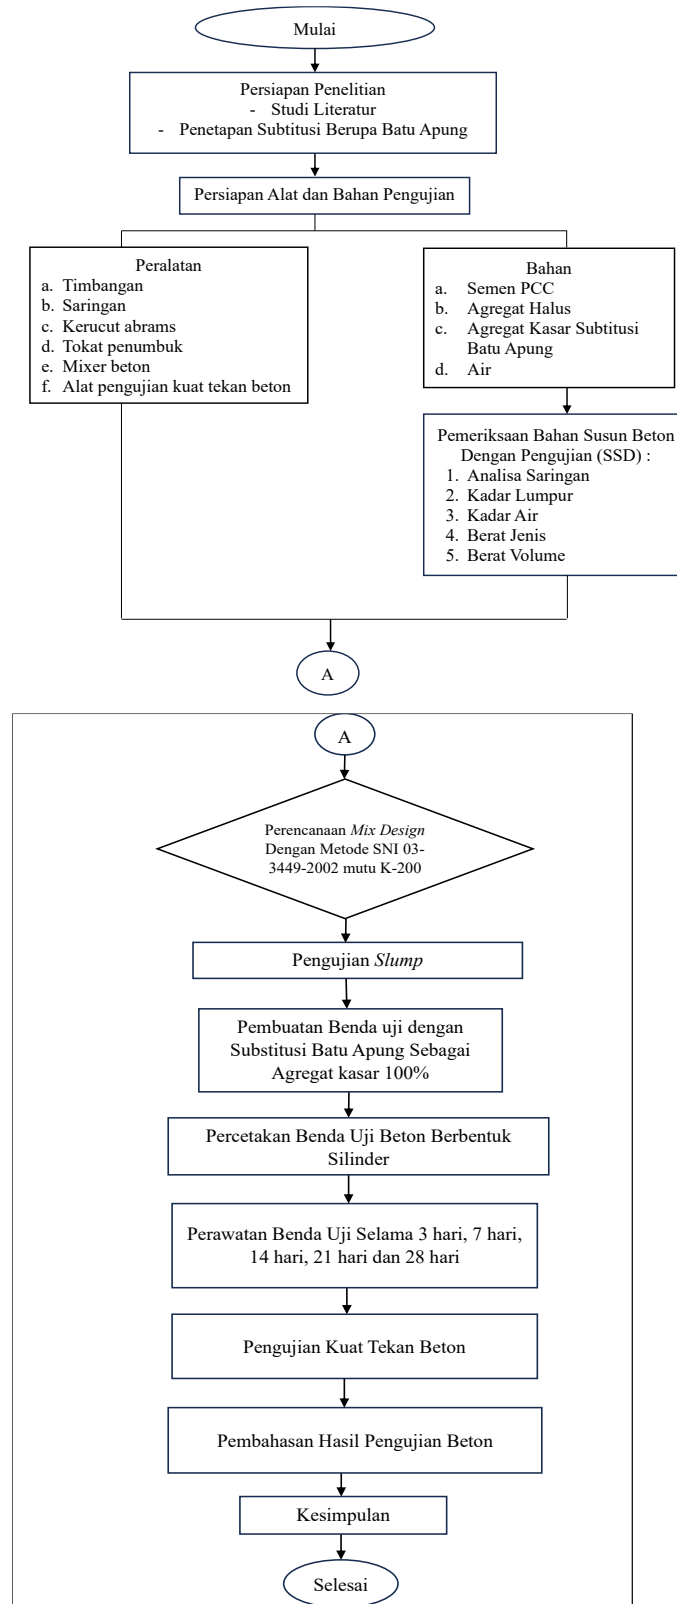 Mulai
Persiapan Penelitian
- Studi Literatur
- Penetapan Subtitusi Berupa Batu Apung
Persiapan Alat dan Bahan Pengujian
Peralatan
a. Timbangan
b. Saringan
c. Kerucut abrams
d. Tokat penumbuk
e. Mixer beton
f. Alat pengujian kuat tekan beton
Bahan
a. Semen PCC
b. Agregat Halus
c. Agregat Kasar Subtitusi
Batu Apung
d. Air
Pemeriksaan Bahan Susun Beton
Dengan Pengujian (SSD) :
1. Analisa Saringan
2. Kadar Lumpur
3. Kadar Air
4. Berat Jenis
5. Berat Volume
A
A
Perencanaan Mix Design
Dengan Metode SNI 03-
3449-2002 mutu K-200
Pengujian Slump
Pembuatan Benda uji dengan
Substitusi Batu Apung Sebagai
Agregat kasar 100%
Percetakan Benda Uji Beton Berbentuk
Silinder
Perawatan Benda Uji Selama 3 hari, 7 hari,
14 hari, 21 hari dan 28 hari
Pengujian Kuat Tekan Beton
Pembahasan Hasil Pengujian Beton
Kesimpulan
Selesai